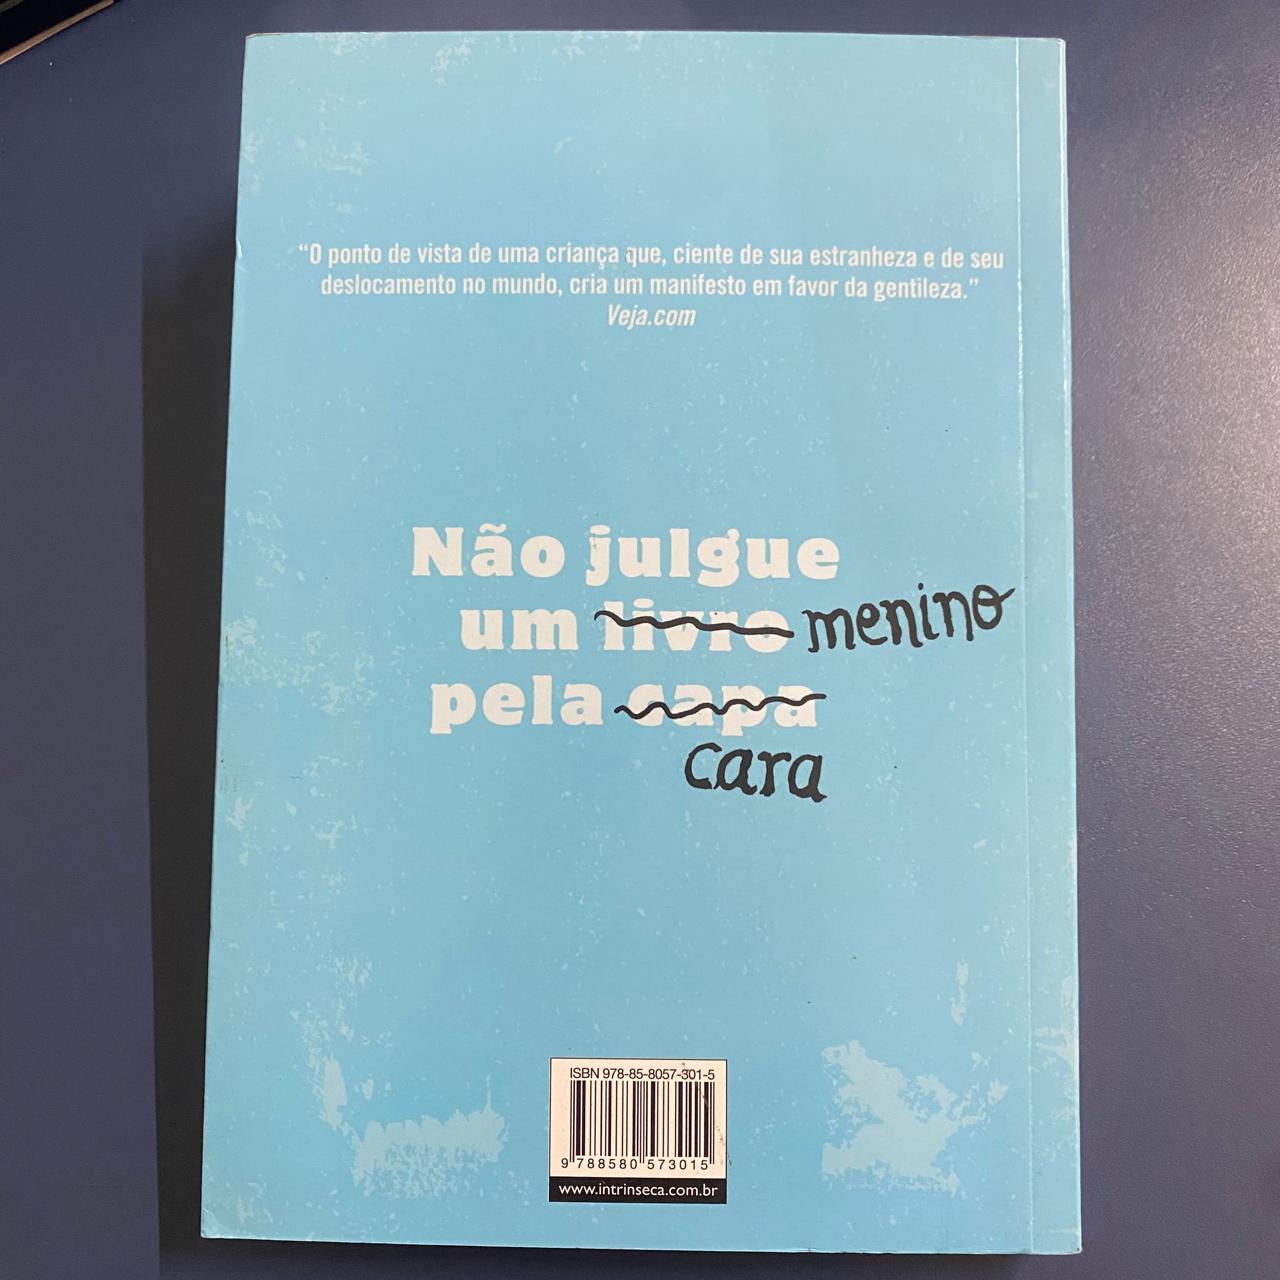 “O ponto de vista de uma criança que, ciente de sua estranheza e de seu
deslocamento no mundo, cria um manifesto em favor da gentileza.”
Veja.com
Não julgue
um livro menino
pela capa
cara
ISBN 978-85-8057-301-5
9 788580 573015
www.intrinseca.com.br